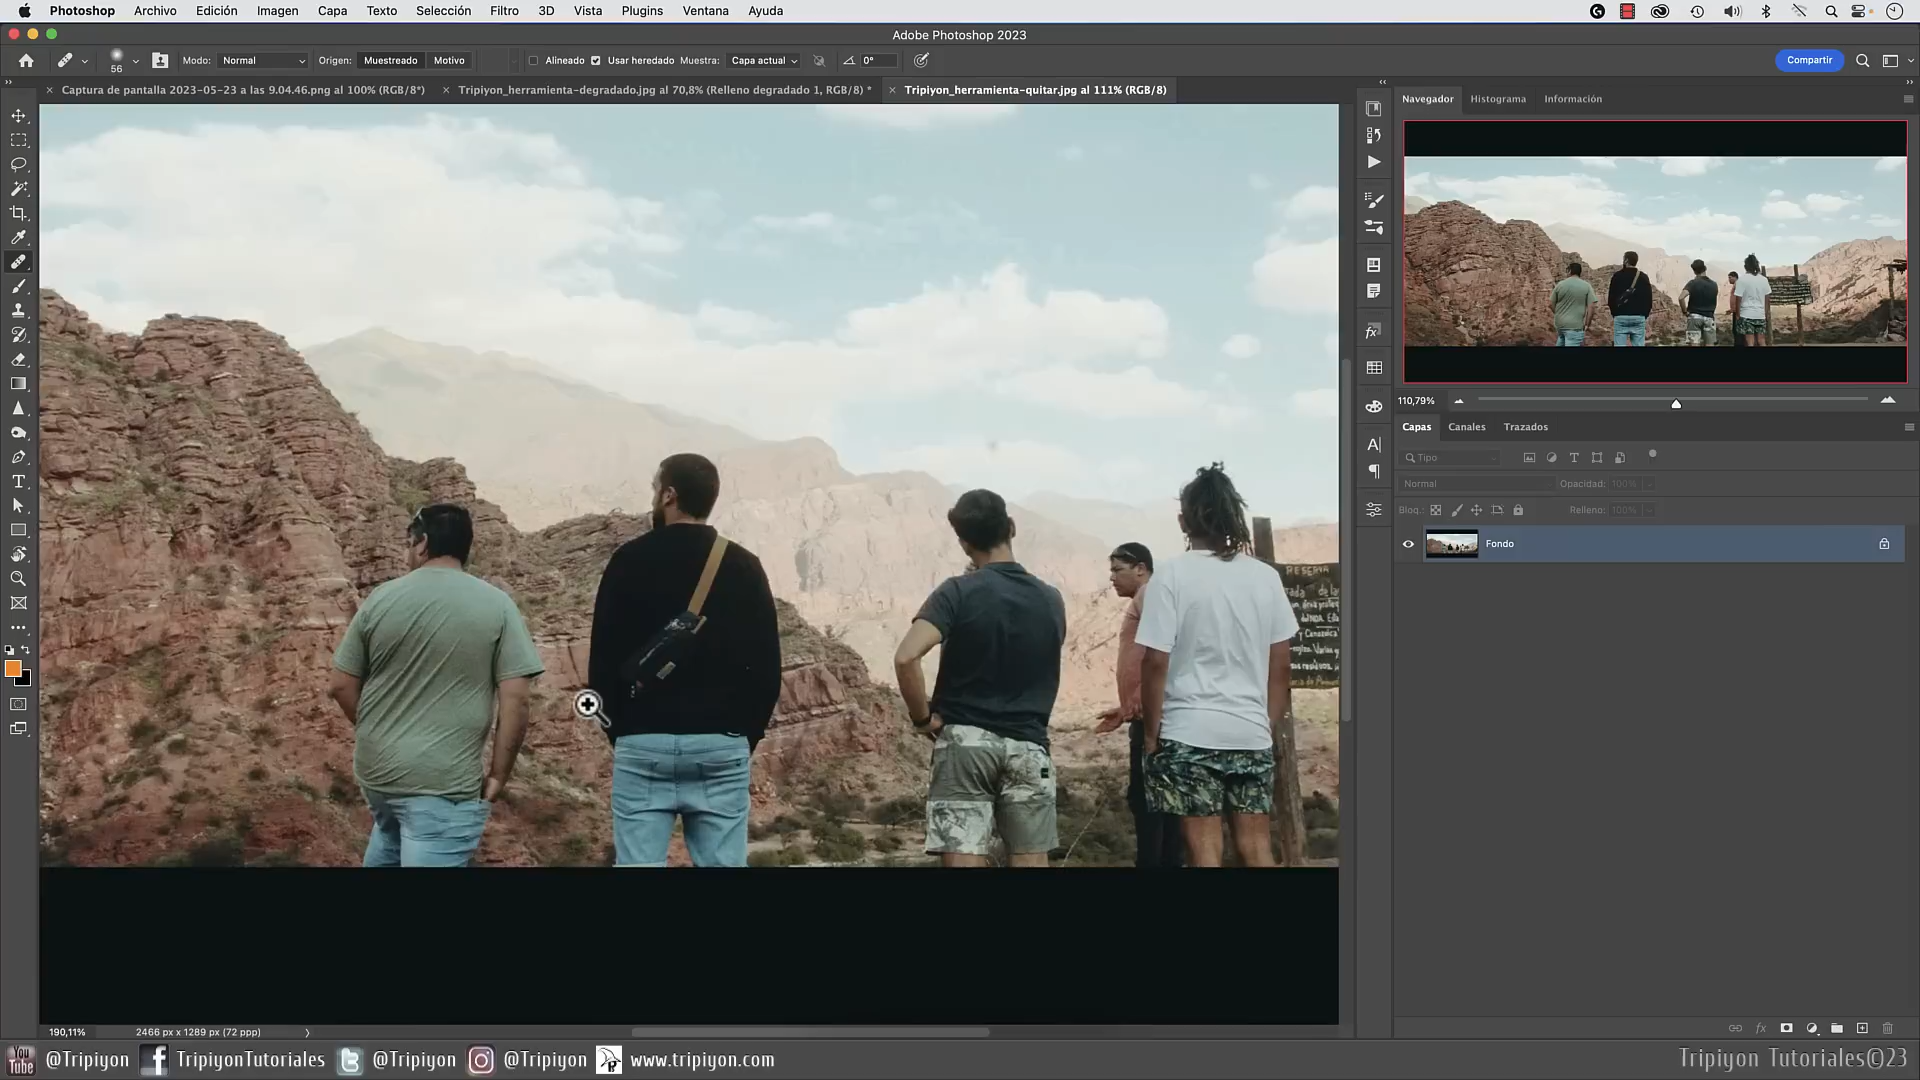 Photoshop Archivo Edición Imagen Capa Texto Selección Filtro 3D Vista Plugins Ventana Ayuda
Adobe Photoshop 2023
56 Modo: Normal Origen: Muestreado Motivo Alineado Usar heredado Muestra: Capa actual 0° Compartir
Captura de pantalla 2023-05-23 a las 9.04.46.png al 100% (RGB/8*) Tripiyon_herramienta-degradado.jpg al 70,8% (Relleno degradado 1, RGB/8) * Tripiyon_herramienta-quitar.jpg al 111% (RGB/8)
Navegador Histograma Información
110,79%
Capas Canales Trazados
Tipo
Normal Opacidad: 100%
Bloq.: Relleno: 100%
Fondo
RESERVA
190,11% 2466 px x 1289 px (72 ppp)
You Tube @Tripiyon TripiyonTutoriales @Tripiyon @Tripiyon www.tripiyon.com Tripiyon Tutoriales©23